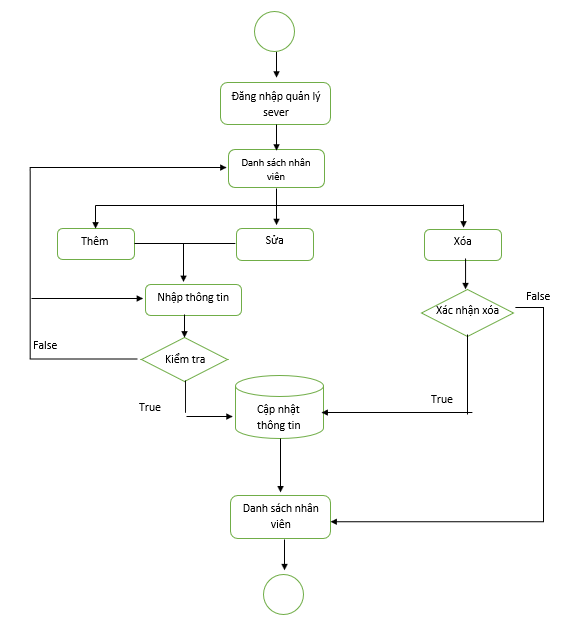 Đăng nhập quản lý
sever
Danh sách nhân
viên
Thêm
Sửa
Xóa
Nhập thông tin
Xác nhận xóa
False
False
Kiểm tra
True
True
Cập nhật
thông tin
Danh sách nhân
viên